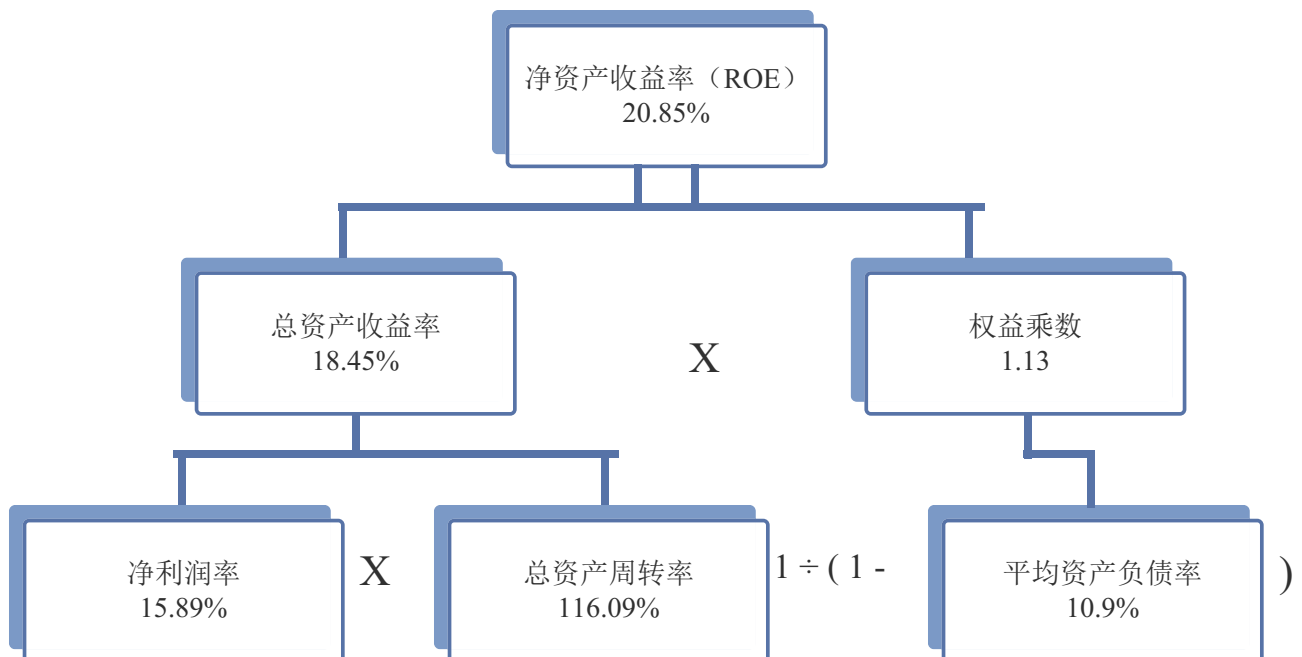 净资产收益率（ROE）
20.85%
总资产收益率
18.45%
X
权益乘数
1.13
净利润率
15.89%
X
总资产周转率
116.09%
1 ÷ ( 1 -
平均资产负债率
10.9%
)